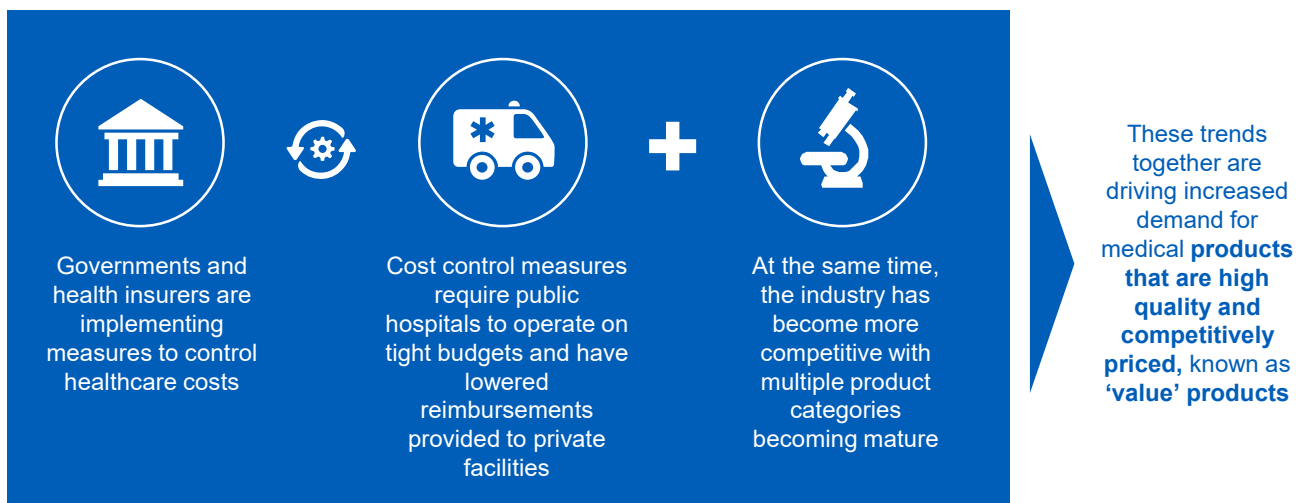 Governments and
health insurers are
implementing
measures to control
healthcare costs
Cost control measures
require public
hospitals to operate on
tight budgets and have
lowered
reimbursements
provided to private
facilities
At the same time,
the industry has
become more
competitive with
multiple product
categories
becoming mature
These trends
together are
driving increased
demand for
medical products
that are high
quality and
competitively
priced, known as
‘value’ products